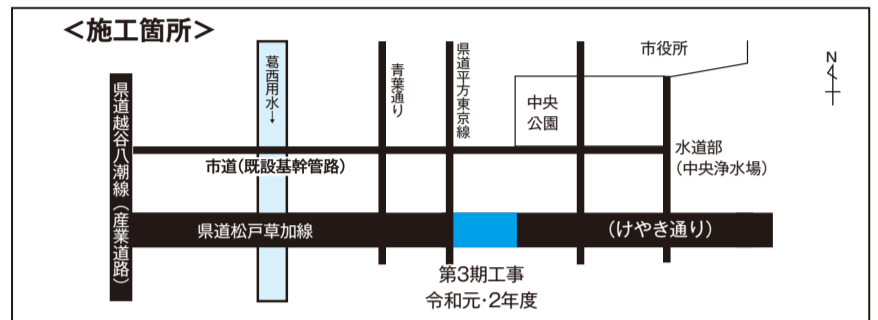 ＜施工箇所＞
県道越谷八潮線（産業道路）
葛西用水→
青葉通り
県道平方東京線
中央
公園
市役所
N
市道（既設基幹管路）
水道部
（中央浄水場）
県道松戸草加線
（けやき通り）
第3期工事
令和元・2年度